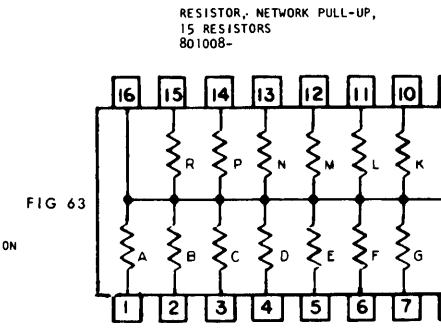 RESISTOR, NETWORK PULL-UP,
15 RESISTORS
801008-
16 15 14 13 12 11 10
R P N M L K
FIG 63
ON
A B C D E F G
1 2 3 4 5 6 7